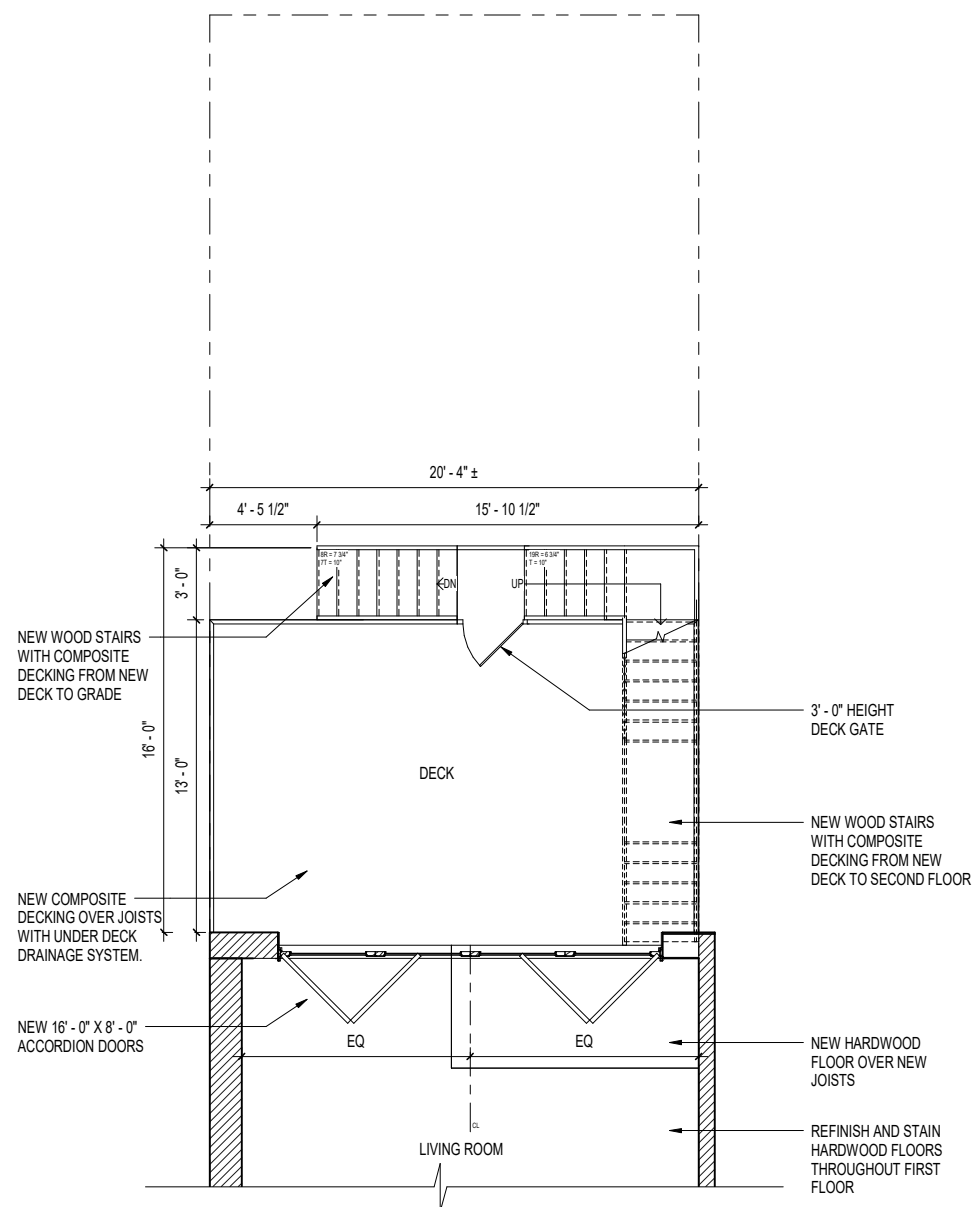 20' - 4" ±
4' - 5 1/2"
15' - 10 1/2"
8R = 7 3/4"
7T = 10"
19R = 6 3/4"
T = 10"
DN
UP
3' - 0"
16' - 0"
13' - 0"
NEW WOOD STAIRS
WITH COMPOSITE
DECKING FROM NEW
DECK TO GRADE
3' - 0" HEIGHT
DECK GATE
DECK
NEW WOOD STAIRS
WITH COMPOSITE
DECKING FROM NEW
DECK TO SECOND FLOOR
NEW COMPOSITE
DECKING OVER JOISTS
WITH UNDER DECK
DRAINAGE SYSTEM.
NEW 16' - 0" X 8' - 0"
ACCORDION DOORS
EQ
EQ
NEW HARDWOOD
FLOOR OVER NEW
JOISTS
CL
LIVING ROOM
REFINISH AND STAIN
HARDWOOD FLOORS
THROUGHOUT FIRST
FLOOR